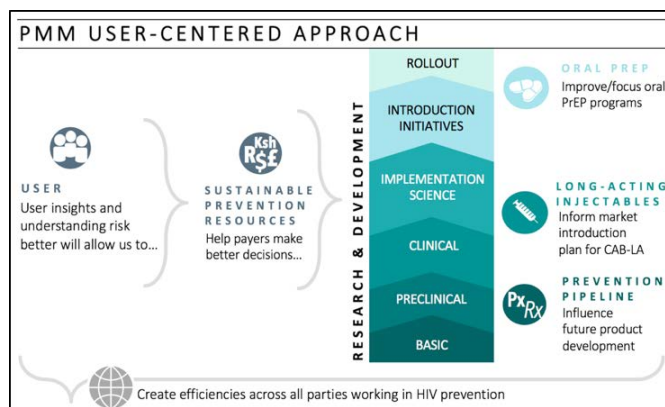 PMM USER-CENTERED APPROACH
USER
User insights and
understanding risk
better will allow us to...
Ksh
R$£
SUSTAINABLE
PREVENTION
RESOURCES
Help payers make
better decisions...
RESEARCH & DEVELOPMENT
ROLLOUT
INTRODUCTION
INITIATIVES
IMPLEMENTATION
SCIENCE
CLINICAL
PRECLINICAL
BASIC
ORAL PREP
Improve/focus oral
PrEP programs
LONG-ACTING
INJECTABLES
Inform market
introduction
plan for CAB-LA
PxRx
PREVENTION
PIPELINE
Influence
future product
development
Create efficiencies across all parties working in HIV prevention